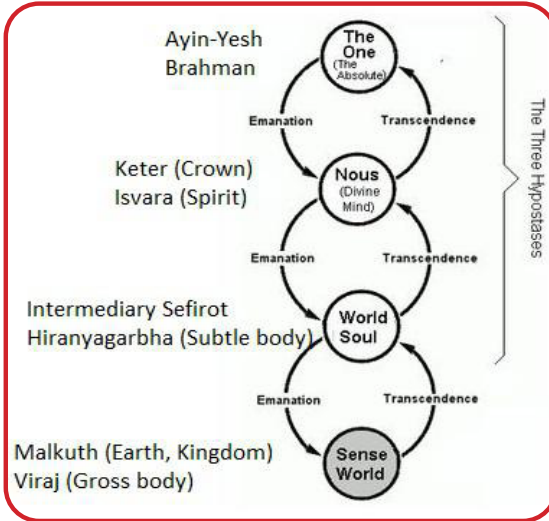 Ayin-Yesh
Brahman
The
One
(The
Absolute)
Emanation
Transcendence
Keter (Crown)
Isvara (Spirit)
Nous
(Divine
Mind)
Emanation
Transcendence
Intermediary Sefirot
Hiranyagarbha (Subtle body)
World
Soul
Emanation
Transcendence
Malkuth (Earth, Kingdom)
Viraj (Gross body)
Sense
World
The Three Hypostases